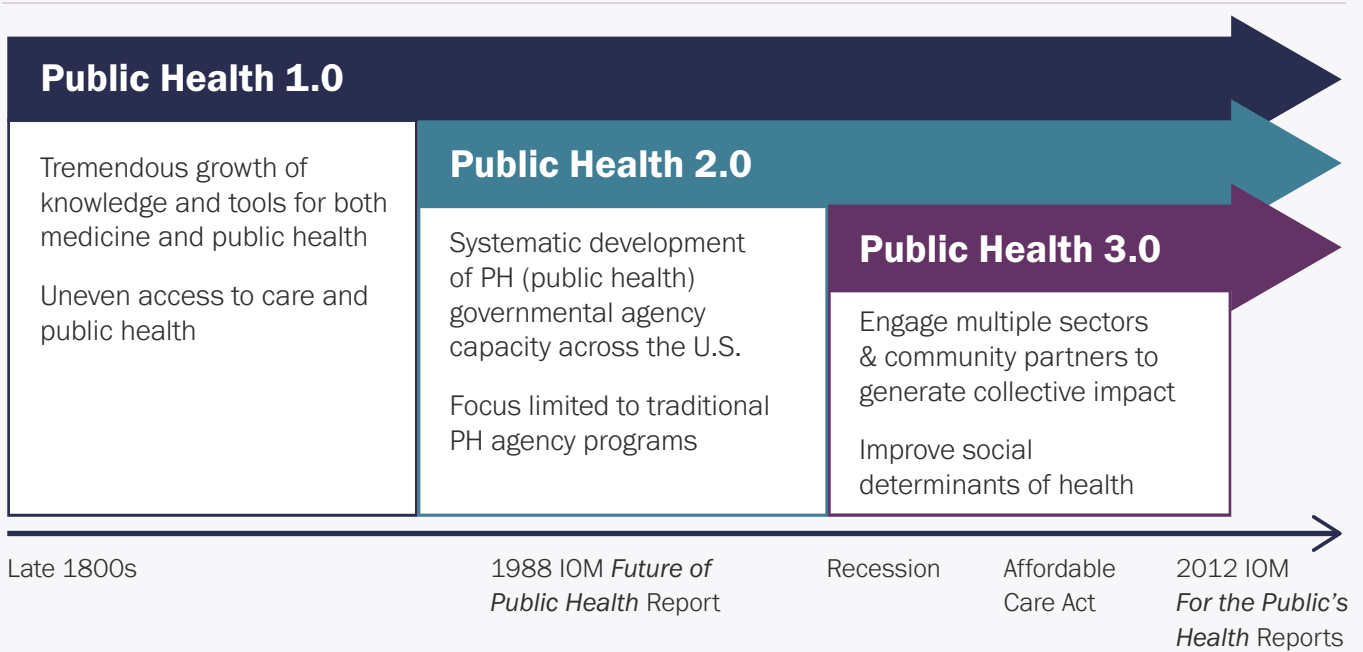 Public Health 1.0
Tremendous growth of
knowledge and tools for both
medicine and public health
Uneven access to care and
public health
Public Health 2.0
Systematic development
of PH (public health)
governmental agency
capacity across the U.S.
Focus limited to traditional
PH agency programs
Public Health 3.0
Engage multiple sectors
& community partners to
generate collective impact
Improve social
determinants of health
Late 1800s
1988 IOM Future of
Public Health Report
Recession
Affordable
Care Act
2012 IOM
For the Public's
Health Reports